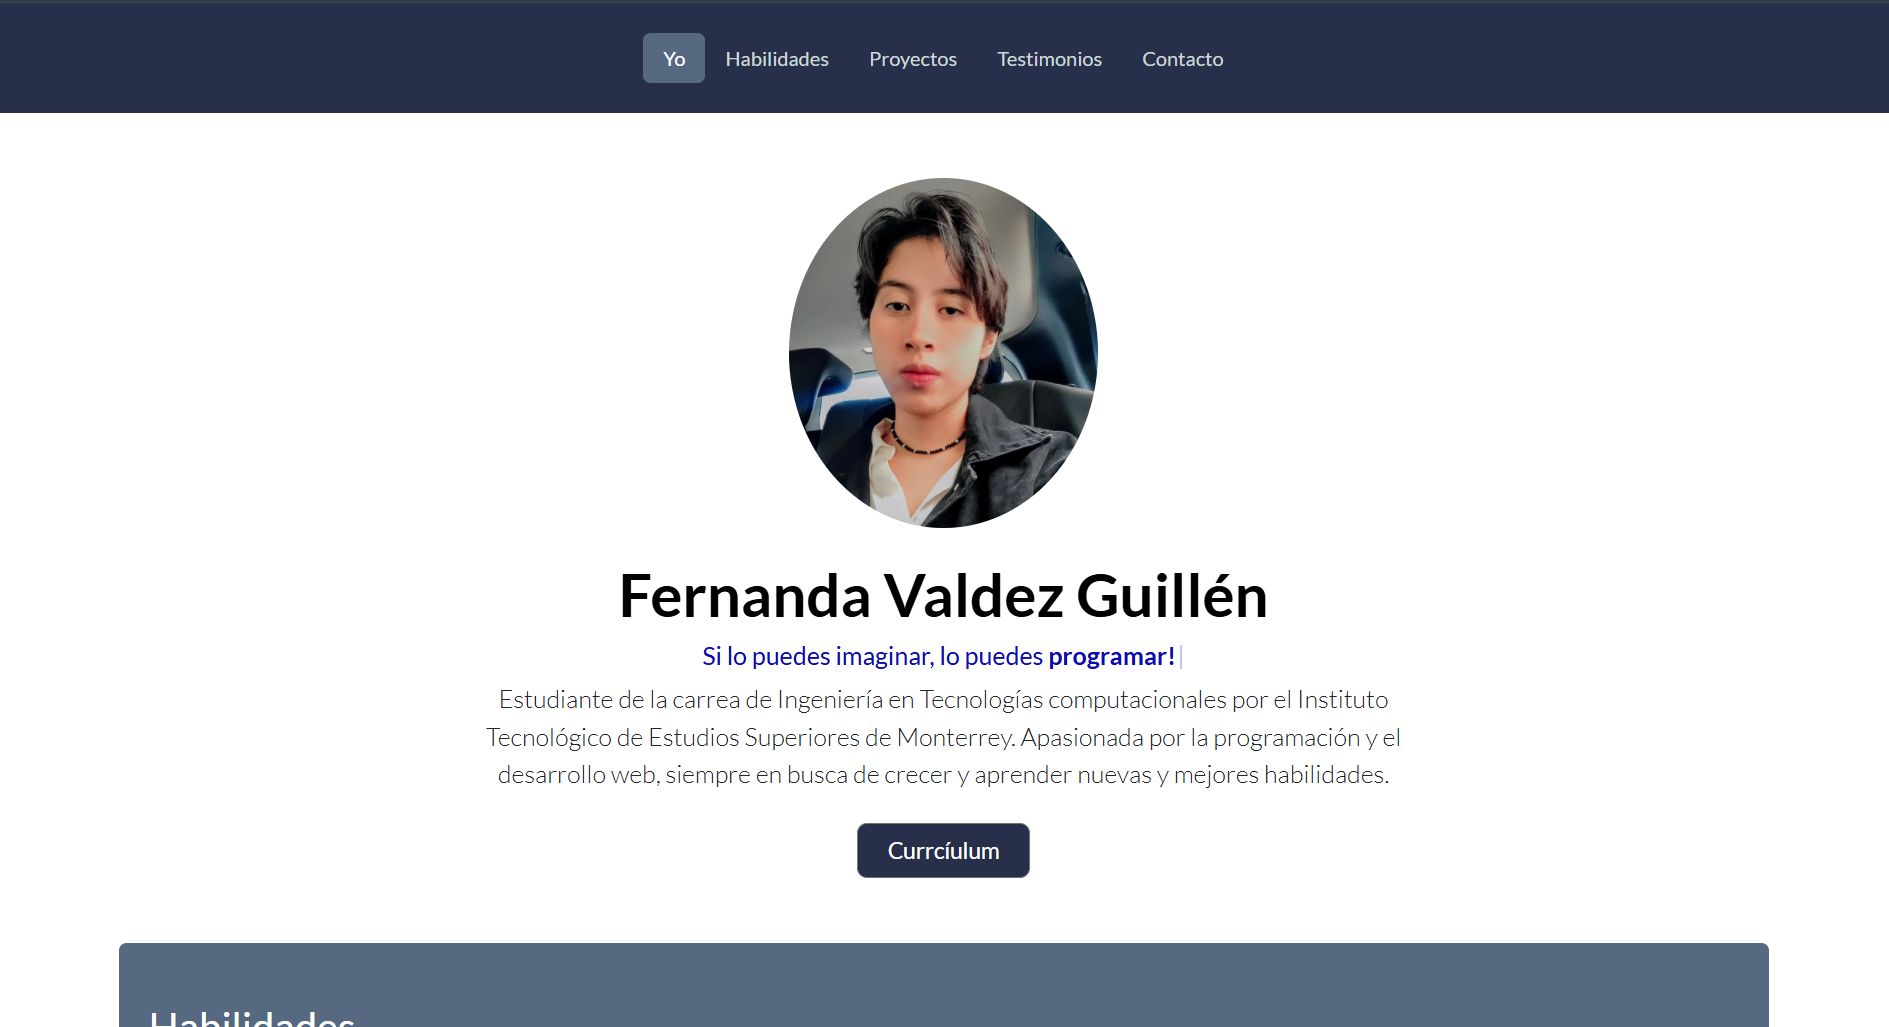 Yo Habilidades Proyectos Testimonios Contacto
Fernanda Valdez Guillén
Si lo puedes imaginar, lo puedes programar!
Estudiante de la carrea de Ingeniería en Tecnologías computacionales por el Instituto
Tecnológico de Estudios Superiores de Monterrey. Apasionada por la programación y el
desarrollo web, siempre en busca de crecer y aprender nuevas y mejores habilidades.
Currcíulum
Habilidades